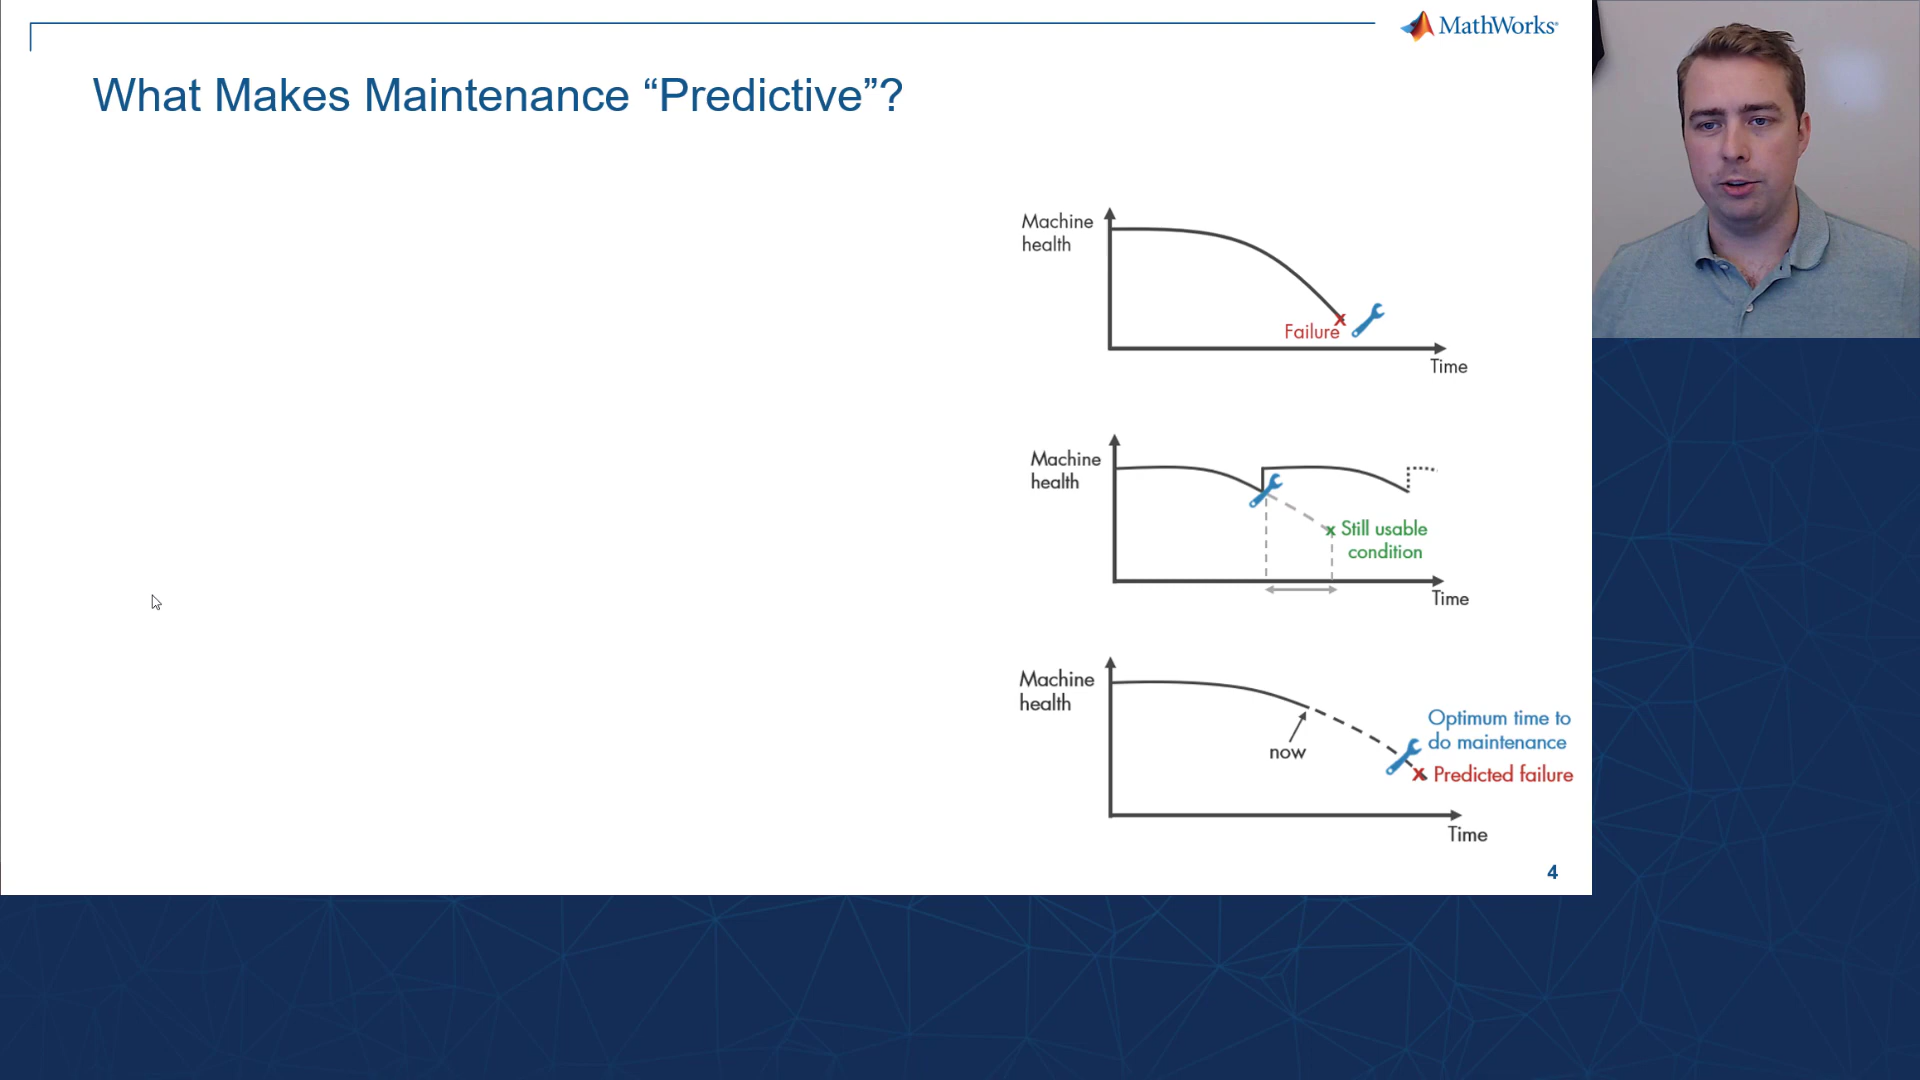 MathWorks®
What Makes Maintenance “Predictive”?
Machine
health
Failure
Time
Machine
health
Still usable
condition
Time
Machine
health
now
Optimum time to
do maintenance
Predicted failure
Time
4